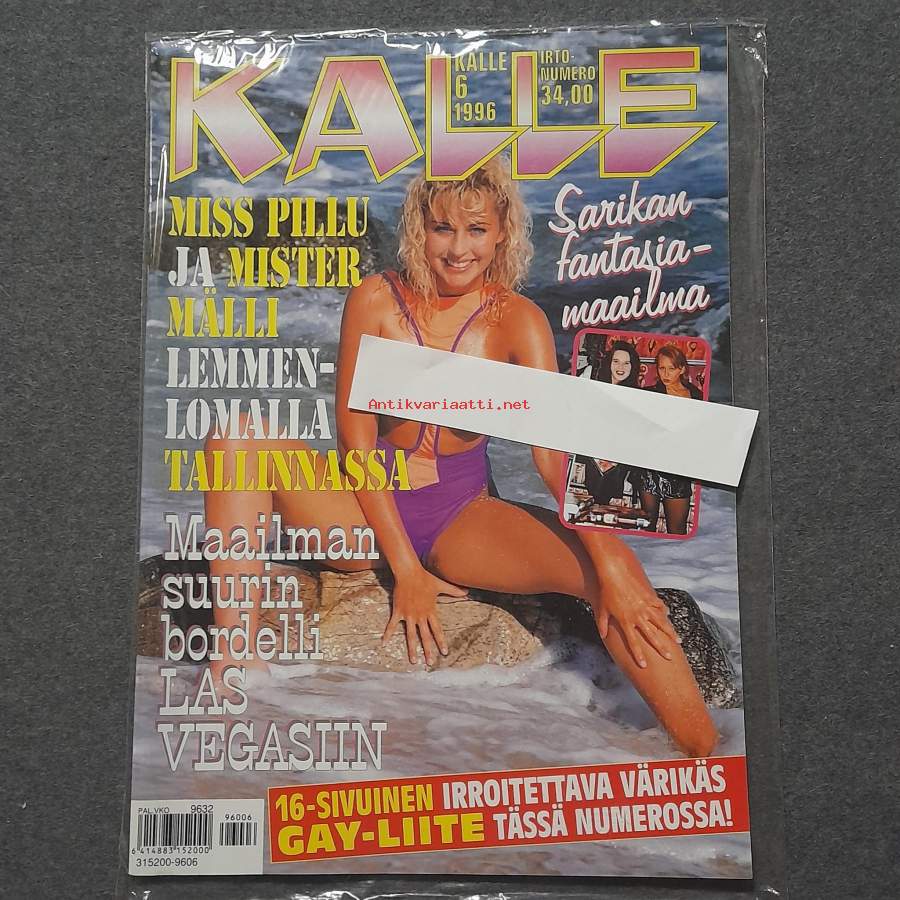 KALLE
KALLE
6
1996
IRTO-
NUMERO
34,00
MISS PILLU
JA MISTER
MÄLLI
LEMMEN-
LOMALLA
TALLINNASSA
Sarikan
fantasia-
maailma
Antikvariaatti.net
Maailman
suurin
bordelli
LAS
VEGASIIN
16-SIVUINEN IRROITETTAVA VÄRIKÄS
GAY-LIITE TÄSSÄ NUMEROSSA!
PAL.VKO 9632
96006
6 414883 152000
315200-9606